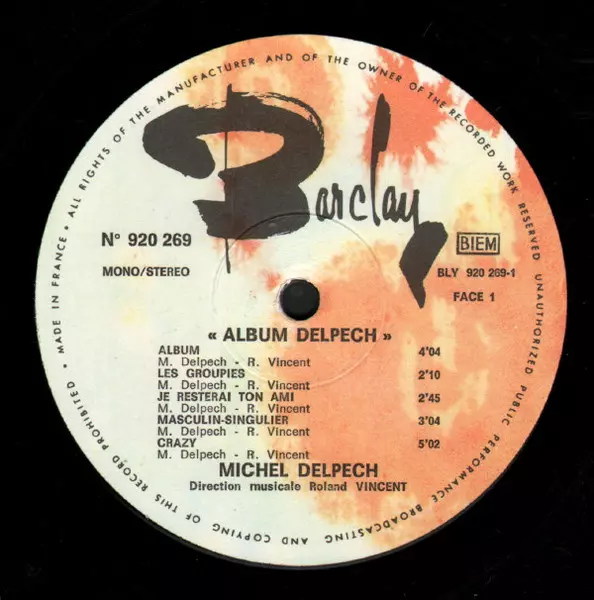 MADE IN FRANCE • ALL RIGHTS OF THE MANUFACTURER AND OF THE OWNER OF THE RECORDED WORK RESERVED UNAUTHORIZED PUBLIC PERFORMANCE BROADCASTING AND COPYING OF THIS RECORD PROHIBITED •
Barclay
N° 920 269
BIEM
MONO/STEREO
BLY 920 269-1
FACE 1
« ALBUM DELPECH »
ALBUM 4'04
M. Delpech - R. Vincent
LES GROUPIES 2'10
M. Delpech - R. Vincent
JE RESTERAI TON AMI 2'45
M. Delpech - R. Vincent
MASCULIN-SINGULIER 3'04
M. Delpech - R. Vincent
CRAZY 5'02
M. Delpech - R. Vincent
MICHEL DELPECH
Direction musicale Roland VINCENT